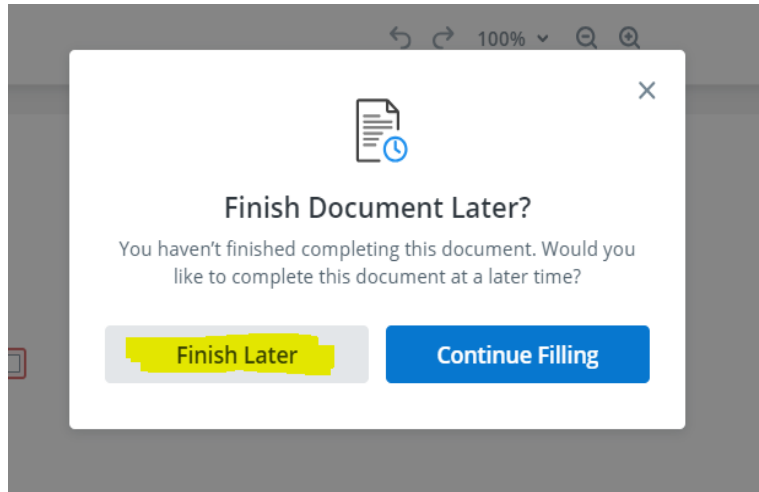 100%
Finish Document Later?
You haven’t finished completing this document. Would you
like to complete this document at a later time?
Finish Later
Continue Filling